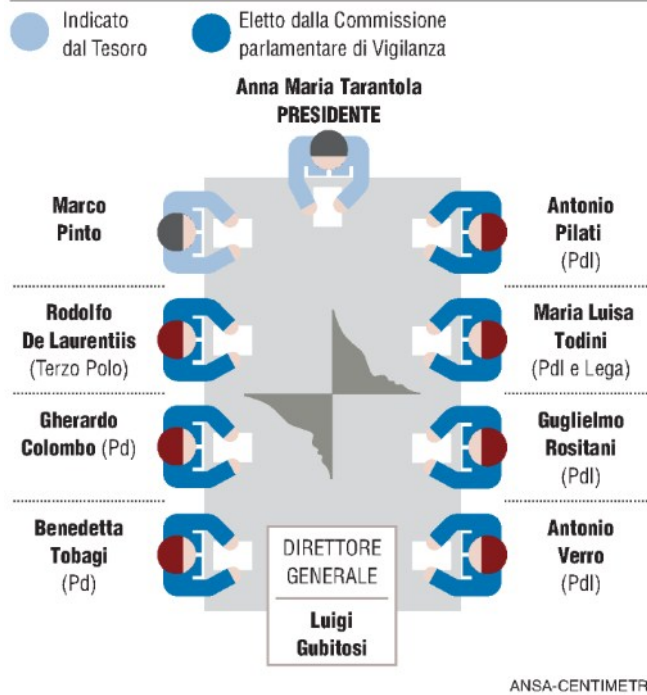 Indicato
dal Tesoro
Eletto dalla Commissione
parlamentare di Vigilanza
Anna Maria Tarantola
PRESIDENTE
Marco
Pinto
Rodolfo
De Laurentiis
(Terzo Polo)
Gherardo
Colombo (Pd)
Benedetta
Tobagi
(Pd)
Antonio
Pilati
(Pdl)
Maria Luisa
Todini
(Pdl e Lega)
Guglielmo
Rositani
(Pdl)
Antonio
Verro
(Pdl)
DIRETTORE
GENERALE
Luigi
Gubitosi
ANSA-CENTIMETR